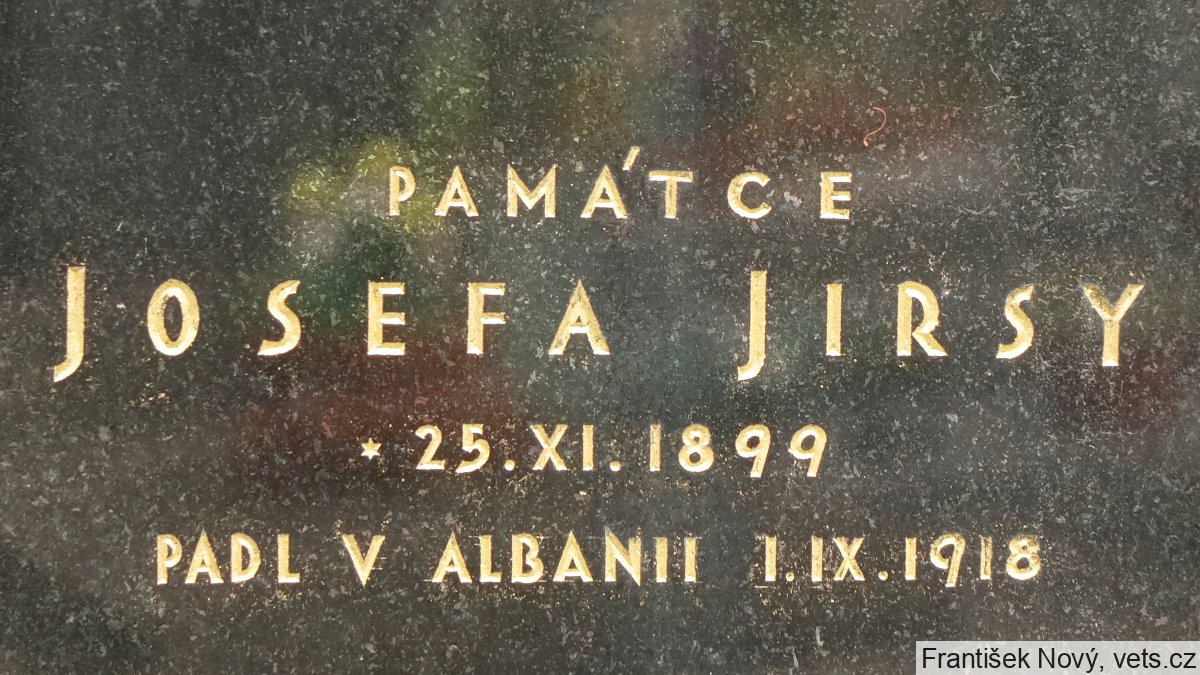 PAMÁTCE
JOSEFA JIRSY
* 25. XI. 1899
PADL V ALBANII 1. IX. 1918
František Nový, vets.cz